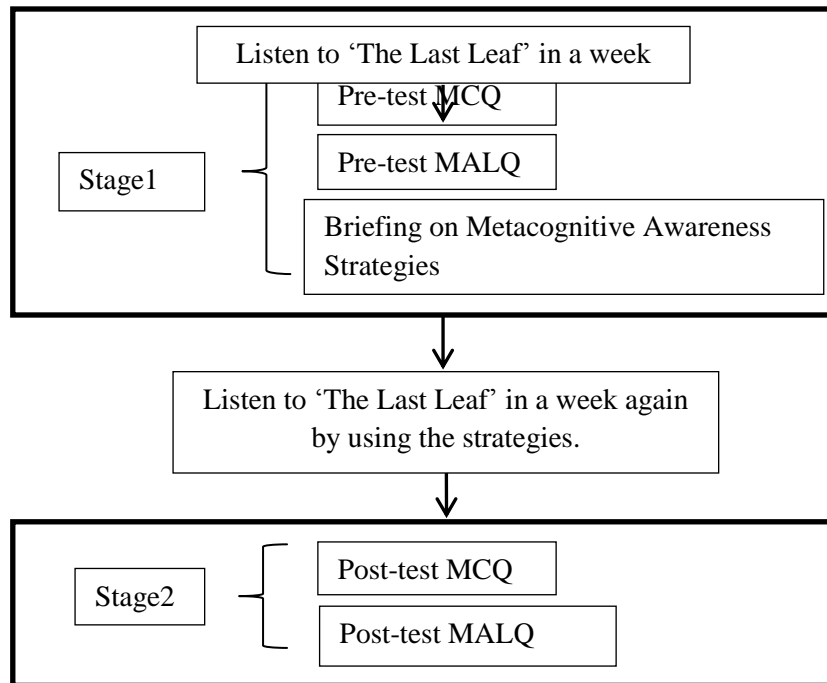 Listen to ‘The Last Leaf’ in a week
Pre-test MCQ
Stage1
Pre-test MALQ
Briefing on Metacognitive Awareness
Strategies
Listen to ‘The Last Leaf’ in a week again
by using the strategies.
Post-test MCQ
Stage2
Post-test MALQ